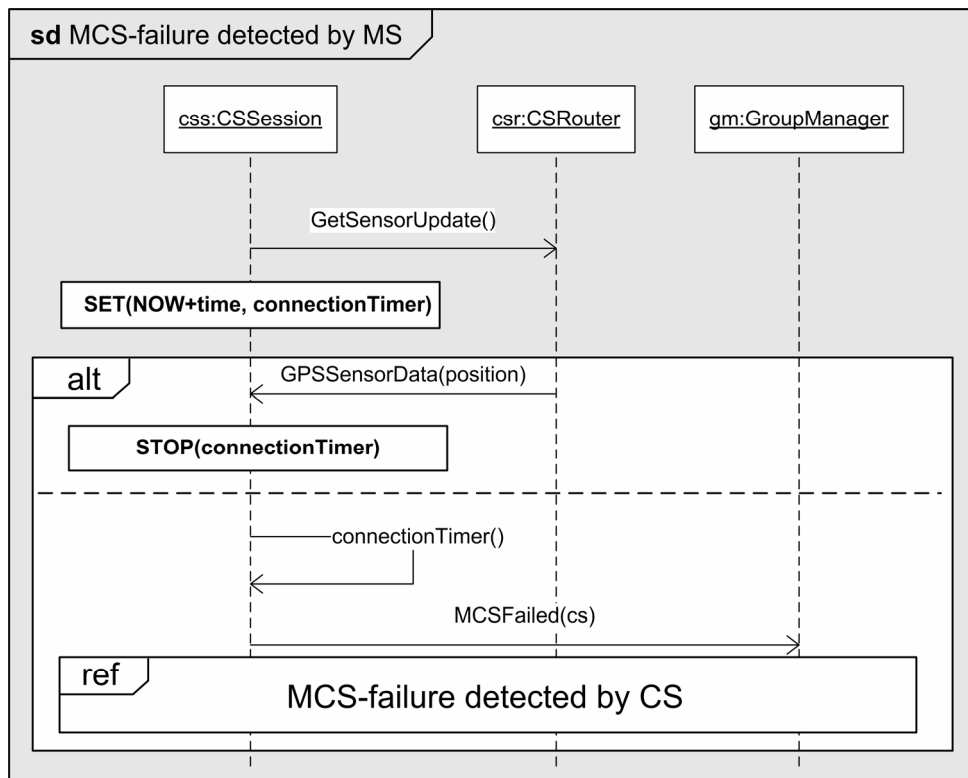 sd MCS-failure detected by MS
css:CSSession
csr:CSRouter
gm:GroupManager
GetSensorUpdate()
SET(NOW+time, connectionTimer)
alt
GPSSensorData(position)
STOP(connectionTimer)
connectionTimer()
MCSFailed(cs)
ref
MCS-failure detected by CS